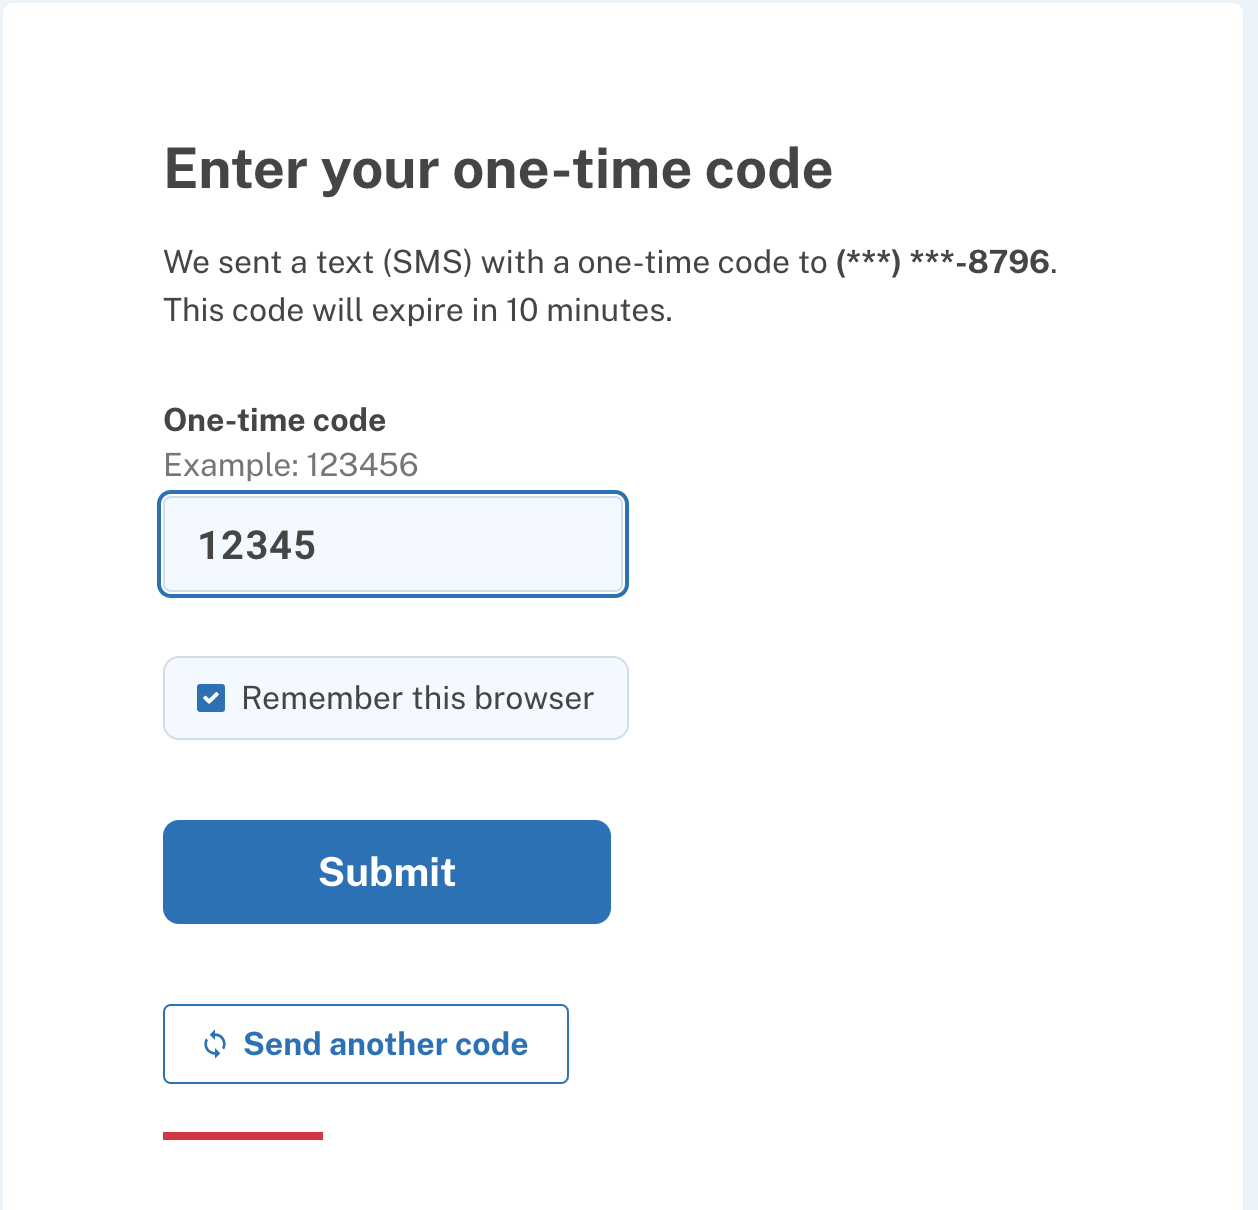 Enter your one-time code
We sent a text (SMS) with a one-time code to (***) ***-8796.
This code will expire in 10 minutes.
One-time code
Example: 123456
12345
Remember this browser
Submit
Send another code